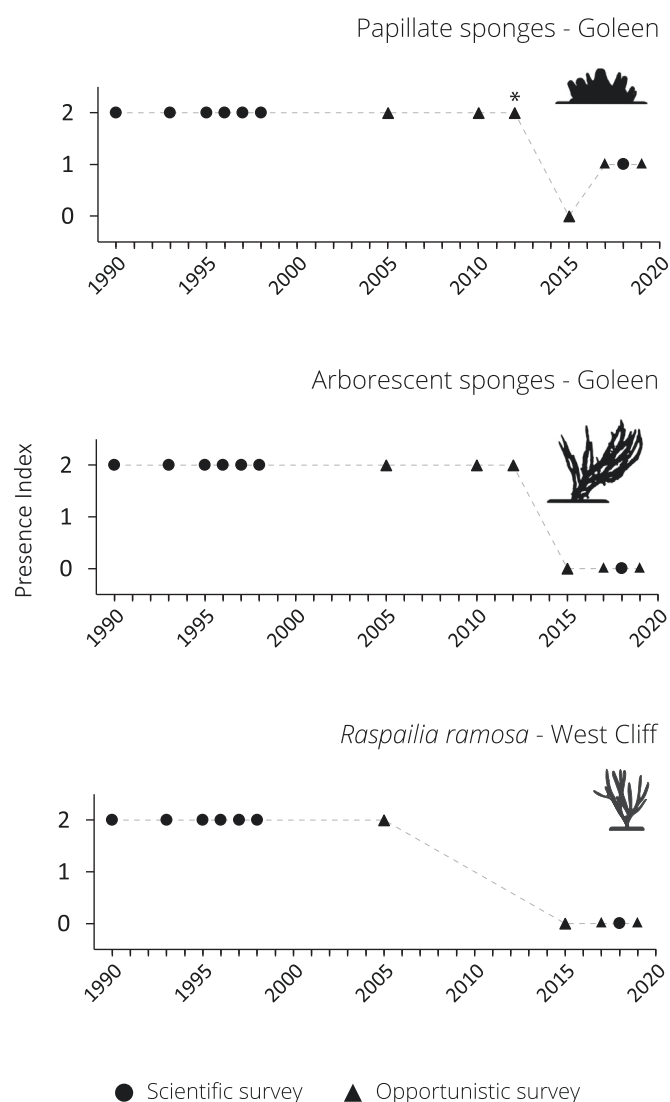 Papillate sponges - Goleen
*
2
1
0
1990 1995 2000 2005 2010 2015 2020
Arborescent sponges - Goleen
Presence Index
2
1
0
1990 1995 2000 2005 2010 2015 2020
Raspailia ramosa - West Cliff
2
1
0
1990 1995 2000 2005 2010 2015 2020
Scientific survey Opportunistic survey